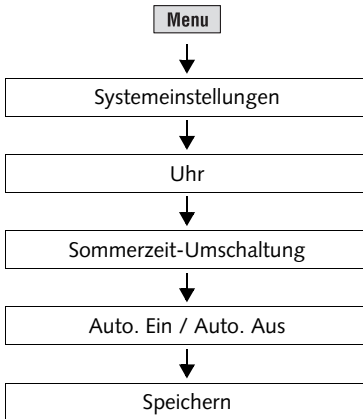 Menu
Systemeinstellungen
Uhr
Sommerzeit-Umschaltung
Auto. Ein / Auto. Aus
Speichern